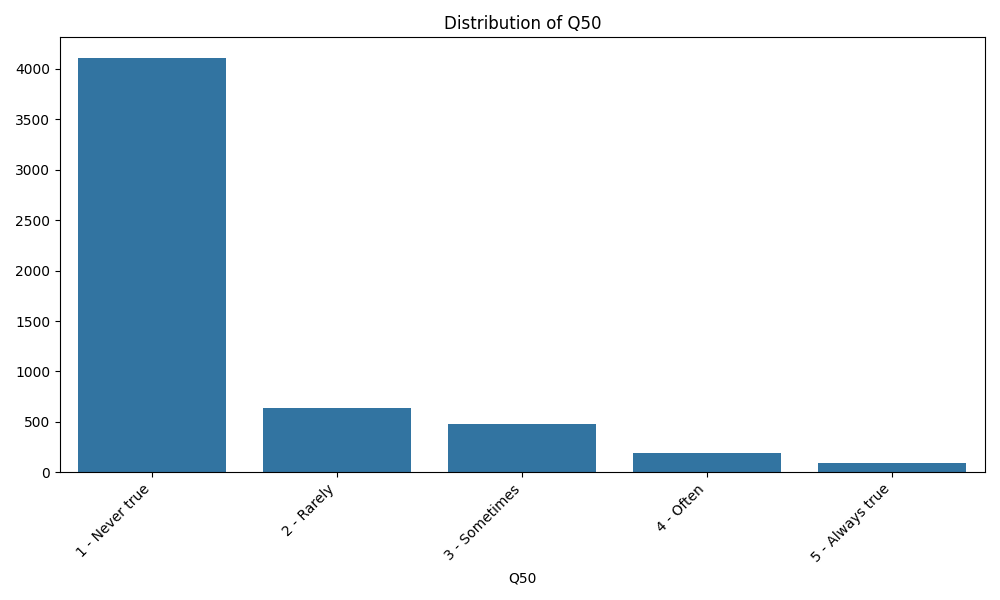 Distribution of Q50
4000
3500
3000
2500
2000
1500
1000
500
0
1 - Never true
2 - Rarely
3 - Sometimes
4 - Often
5 - Always true
Q50